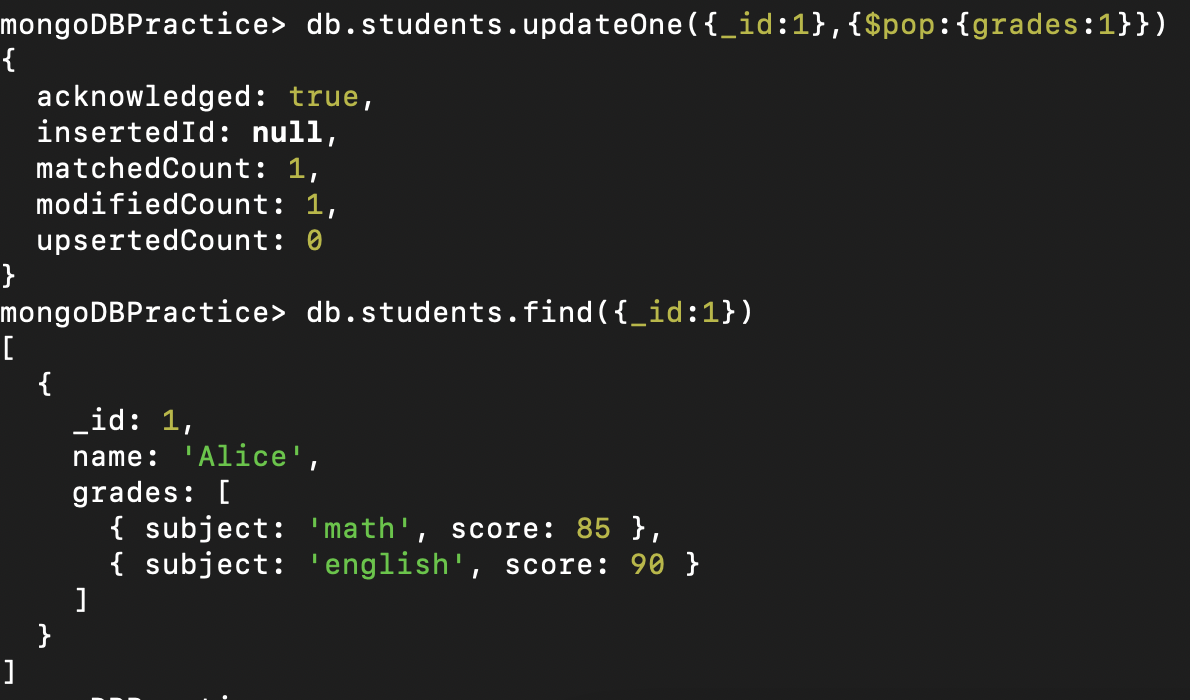 mongoDBPractice> db.students.updateOne({_id:1},{$pop:{grades:1}})
{
  acknowledged: true,
  insertedId: null,
  matchedCount: 1,
  modifiedCount: 1,
  upsertedCount: 0
}
mongoDBPractice> db.students.find({_id:1})
[
  {
    _id: 1,
    name: 'Alice',
    grades: [
      { subject: 'math', score: 85 },
      { subject: 'english', score: 90 }
    ]
  }
]